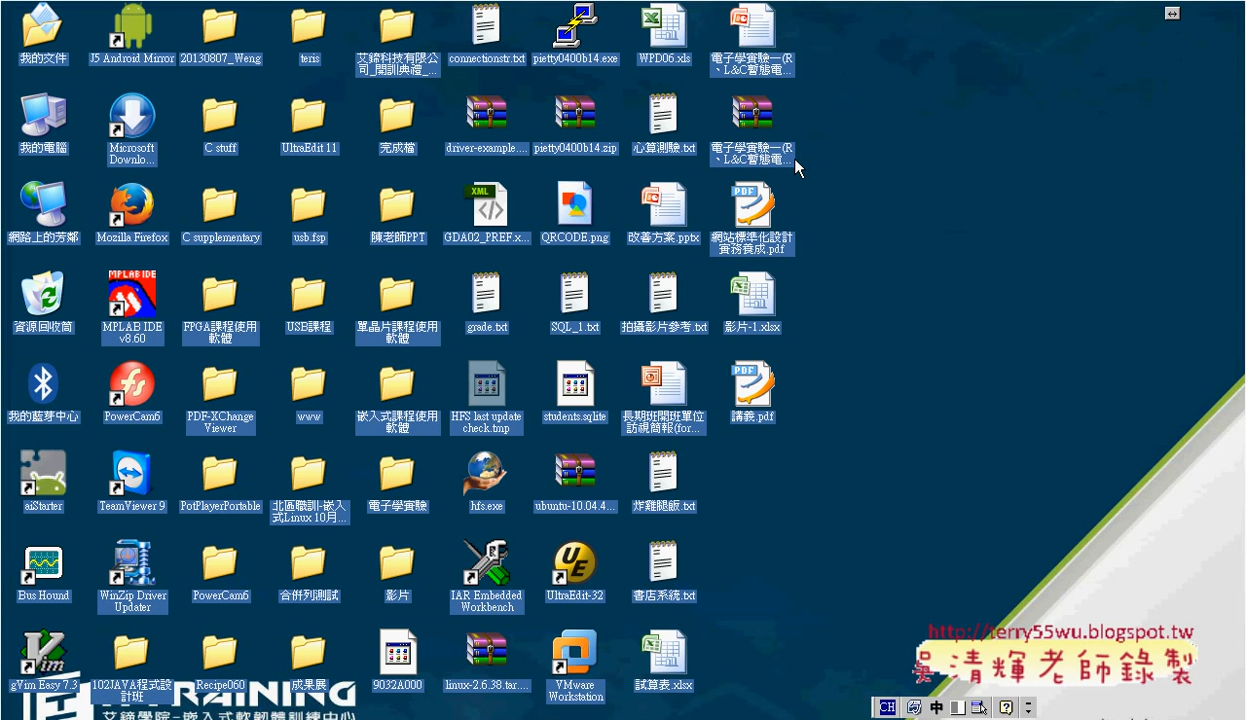 我的文件
J5 Android Mirror
20130807_Weng
teris
艾鍗科技有限公
司_開訓典禮_...
connectionstr.txt
pietty0400b14.exe
WPD06.xls
電子學實驗一(R
、L&C暫態電...
我的電腦
Microsoft
Downlo...
C stuff
UltraEdit 11
完成檔
driver-example....
pietty0400b14.zip
心算測驗.txt
電子學實驗一(R
、L&C暫態電...
網路上的芳鄰
Mozilla Firefox
C supplementary
usb.fsp
陳老師PPT
XML
GDA02_PREF.x...
QRCODE.png
改善方案.pptx
PDF
網站標準化設計
實務養成.pdf
資源回收筒
MPLAB IDE
MPLAB IDE
v8.60
FPGA課程使用
軟體
USB課程
單晶片課程使用
軟體
grade.txt
SQL_1.txt
拍攝影片參考.txt
影片-1.xlsx
我的藍芽中心
PowerCam6
PDF-XChange
Viewer
www
嵌入式課程使用
軟體
HFS last update
check.tmp
students.sqlite
長期班開班單位
訪視簡報(for...
PDF
講義.pdf
aiStarter
TeamViewer 9
PotPlayerPortable
北區職訓-嵌入
式Linux 10月...
電子學實驗
hfs.exe
ubuntu-10.04.4...
炸雞腿飯.txt
Bus Hound
WinZip Driver
Updater
PowerCam6
合併列測試
影片
IAR Embedded
Workbench
UE
UltraEdit-32
書店系統.txt
gVim Easy 7.3
102JAVA程式設
計班
Recipe060
成果展
9032A000
linux-2.6.38.tar....
VMware
Workstation
試算表.xlsx
TRAINING
艾鍗學院-嵌入式軟韌體訓練中心
http://terry55wu.blogspot.tw
吳清輝老師錄製
CH
中